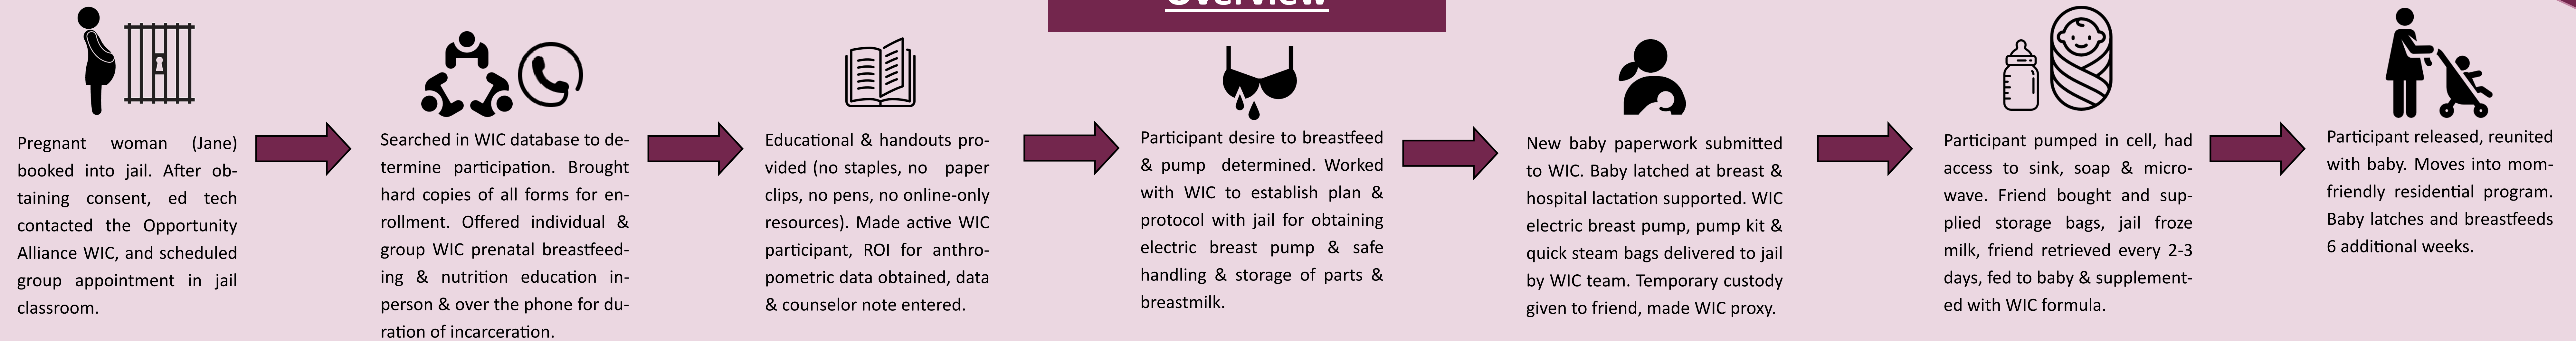 Overview
Pregnant woman (Jane)
booked into jail. After ob-
taining consent, ed tech
contacted the Opportunity
Alliance WIC, and scheduled
group appointment in jail
classroom.
Searched in WIC database to de-
termine participation. Brought
hard copies of all forms for en-
rollment. Offered individual &
group WIC prenatal breastfeed-
ing & nutrition education in-
person & over the phone for du-
ration of incarceration.
Educational & handouts pro-
vided (no staples, no paper
clips, no pens, no online-only
resources). Made active WIC
participant, ROI for anthro-
pometric data obtained, data
& counselor note entered.
Participant desire to breastfeed
& pump determined. Worked
with WIC to establish plan &
protocol with jail for obtaining
electric breast pump & safe
handling & storage of parts &
breastmilk.
New baby paperwork submitted
to WIC. Baby latched at breast &
hospital lactation supported. WIC
electric breast pump, pump kit &
quick steam bags delivered to jail
by WIC team. Temporary custody
given to friend, made WIC proxy.
Participant pumped in cell, had
access to sink, soap & micro-
wave. Friend bought and sup-
plied storage bags, jail froze
milk, friend retrieved every 2-3
days, fed to baby & supplement-
ed with WIC formula.
Participant released, reunited
with baby. Moves into mom-
friendly residential program.
Baby latches and breastfeeds
6 additional weeks.